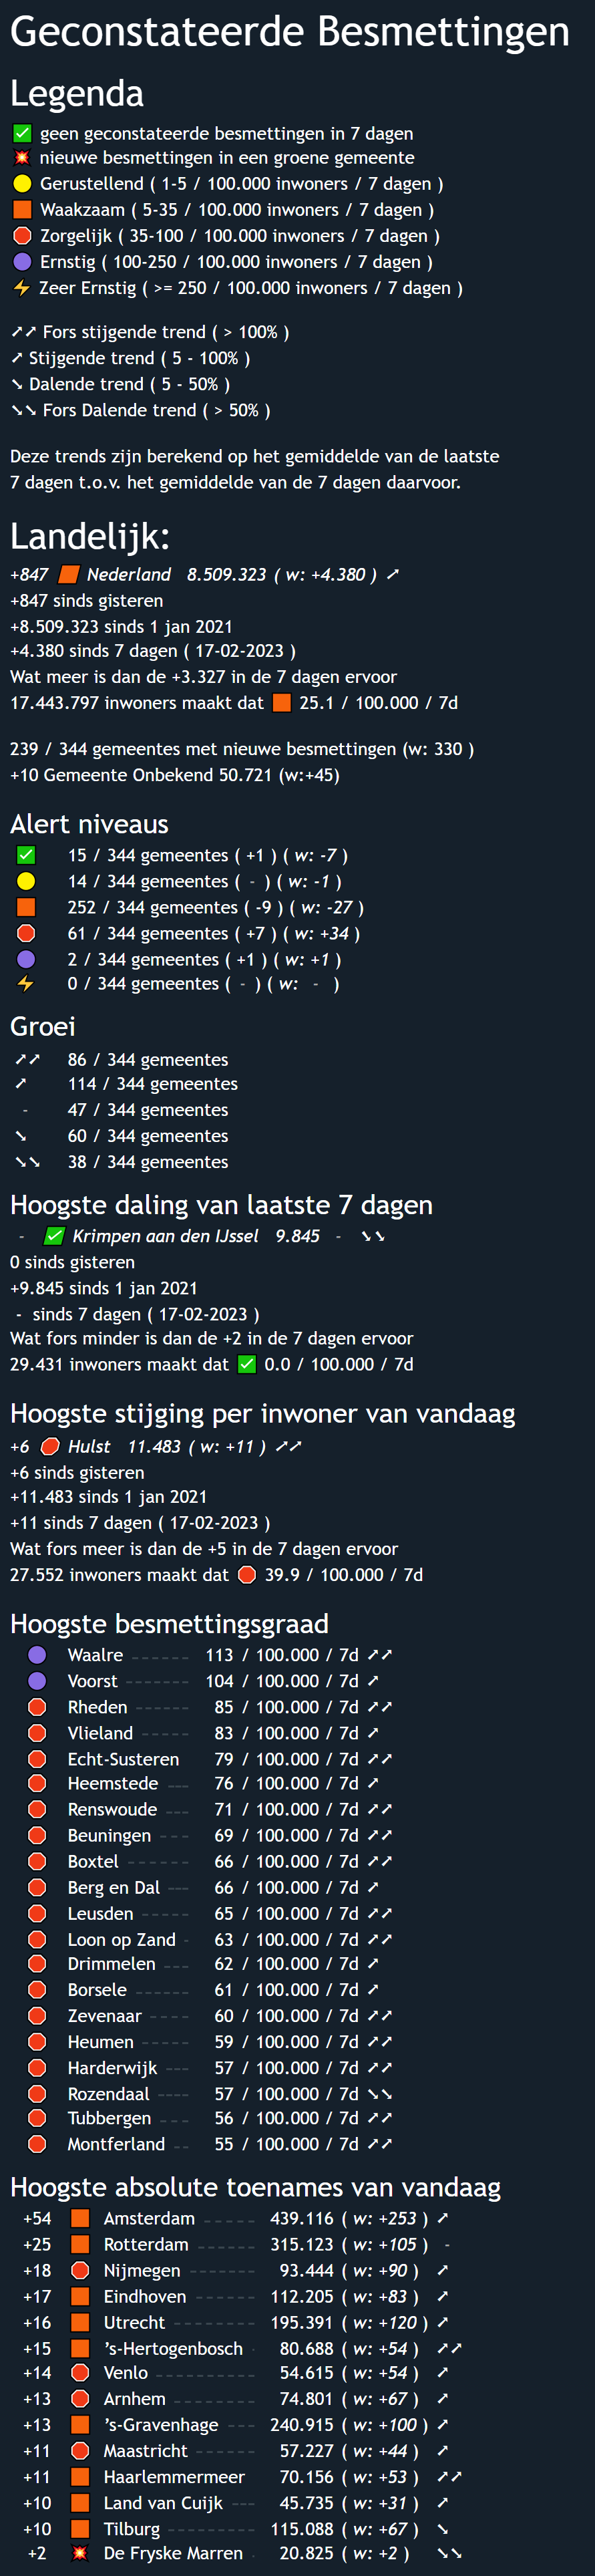 Geconstateerde Besmettingen
Legenda
✅ geen geconstateerde besmettingen in 7 dagen
💥 nieuwe besmettingen in een groene gemeente
🟡 Gerustellend ( 1-5 / 100.000 inwoners / 7 dagen )
🟧 Waakzaam ( 5-35 / 100.000 inwoners / 7 dagen )
🛑 Zorgelijk ( 35-100 / 100.000 inwoners / 7 dagen )
🟣 Ernstig ( 100-250 / 100.000 inwoners / 7 dagen )
⚡ Zeer Ernstig ( >= 250 / 100.000 inwoners / 7 dagen )
➚➚ Fors stijgende trend ( > 100% )
➚ Stijgende trend ( 5 - 100% )
➘ Dalende trend ( 5 - 50% )
➘➘ Fors Dalende trend ( > 50% )
Deze trends zijn berekend op het gemiddelde van de laatste
7 dagen t.o.v. het gemiddelde van de 7 dagen daarvoor.
Landelijk:
+847 🟧 Nederland 8.509.323 ( w: +4.380 ) ➚
+847 sinds gisteren
+8.509.323 sinds 1 jan 2021
+4.380 sinds 7 dagen ( 17-02-2023 )
Wat meer is dan de +3.327 in de 7 dagen ervoor
17.443.797 inwoners maakt dat 🟧 25.1 / 100.000 / 7d
239 / 344 gemeentes met nieuwe besmettingen (w: 330 )
+10 Gemeente Onbekend 50.721 (w:+45)
Alert niveaus
✅ 15 / 344 gemeentes ( +1 ) ( w: -7 )
🟡 14 / 344 gemeentes ( - ) ( w: -1 )
🟧 252 / 344 gemeentes ( -9 ) ( w: -27 )
🛑 61 / 344 gemeentes ( +7 ) ( w: +34 )
🟣 2 / 344 gemeentes ( +1 ) ( w: +1 )
⚡ 0 / 344 gemeentes ( - ) ( w: - )
Groei
➚➚ 86 / 344 gemeentes
➚ 114 / 344 gemeentes
- 47 / 344 gemeentes
➘ 60 / 344 gemeentes
➘➘ 38 / 344 gemeentes
Hoogste daling van laatste 7 dagen
- ✅ Krimpen aan den IJssel 9.845 - ➘➘
0 sinds gisteren
+9.845 sinds 1 jan 2021
- sinds 7 dagen ( 17-02-2023 )
Wat fors minder is dan de +2 in de 7 dagen ervoor
29.431 inwoners maakt dat ✅ 0.0 / 100.000 / 7d
Hoogste stijging per inwoner van vandaag
+6 🛑 Hulst 11.483 ( w: +11 ) ➚➚
+6 sinds gisteren
+11.483 sinds 1 jan 2021
+11 sinds 7 dagen ( 17-02-2023 )
Wat fors meer is dan de +5 in de 7 dagen ervoor
27.552 inwoners maakt dat 🛑 39.9 / 100.000 / 7d
Hoogste besmettingsgraad
🟣 Waalre ------ 113 / 100.000 / 7d ➚➚
🟣 Voorst ------- 104 / 100.000 / 7d ➚
🛑 Rheden ------ 85 / 100.000 / 7d ➚➚
🛑 Vlieland ----- 83 / 100.000 / 7d ➚
🛑 Echt-Susteren 79 / 100.000 / 7d ➚➚
🛑 Heemstede --- 76 / 100.000 / 7d ➚
🛑 Renswoude --- 71 / 100.000 / 7d ➚➚
🛑 Beuningen --- 69 / 100.000 / 7d ➚➚
🛑 Boxtel ------ 66 / 100.000 / 7d ➚➚
🛑 Berg en Dal --- 66 / 100.000 / 7d ➚
🛑 Leusden ----- 65 / 100.000 / 7d ➚➚
🛑 Loon op Zand - 63 / 100.000 / 7d ➚➚
🛑 Drimmelen --- 62 / 100.000 / 7d ➚
🛑 Borsele ------ 61 / 100.000 / 7d ➚
🛑 Zevenaar ---- 60 / 100.000 / 7d ➚➚
🛑 Heumen ----- 59 / 100.000 / 7d ➚➚
🛑 Harderwijk --- 57 / 100.000 / 7d ➚➚
🛑 Rozendaal ---- 57 / 100.000 / 7d ➘➘
🛑 Tubbergen --- 56 / 100.000 / 7d ➚➚
🛑 Montferland -- 55 / 100.000 / 7d ➚➚
Hoogste absolute toenames van vandaag
+54 🟧 Amsterdam ----- 439.116 ( w: +253 ) ➚
+25 🟧 Rotterdam ------ 315.123 ( w: +105 ) -
+18 🛑 Nijmegen ------- 93.444 ( w: +90 ) ➚
+17 🟧 Eindhoven ------ 112.205 ( w: +83 ) ➚
+16 🟧 Utrecht -------- 195.391 ( w: +120 ) ➚
+15 🟧 's-Hertogenbosch - 80.688 ( w: +54 ) ➚➚
+14 🛑 Venlo ---------- 54.615 ( w: +54 ) ➚
+13 🛑 Arnhem -------- 74.801 ( w: +67 ) ➚
+13 🟧 's-Gravenhage --- 240.915 ( w: +100 ) ➚
+11 🛑 Maastricht ------ 57.227 ( w: +44 ) ➚
+11 🟧 Haarlemmermeer 70.156 ( w: +53 ) ➚➚
+10 🟧 Land van Cuijk --- 45.735 ( w: +31 ) ➚
+10 🟧 Tilburg --------- 115.088 ( w: +67 ) ➘
+2 💥 De Fryske Marren - 20.825 ( w: +2 ) ➘➘